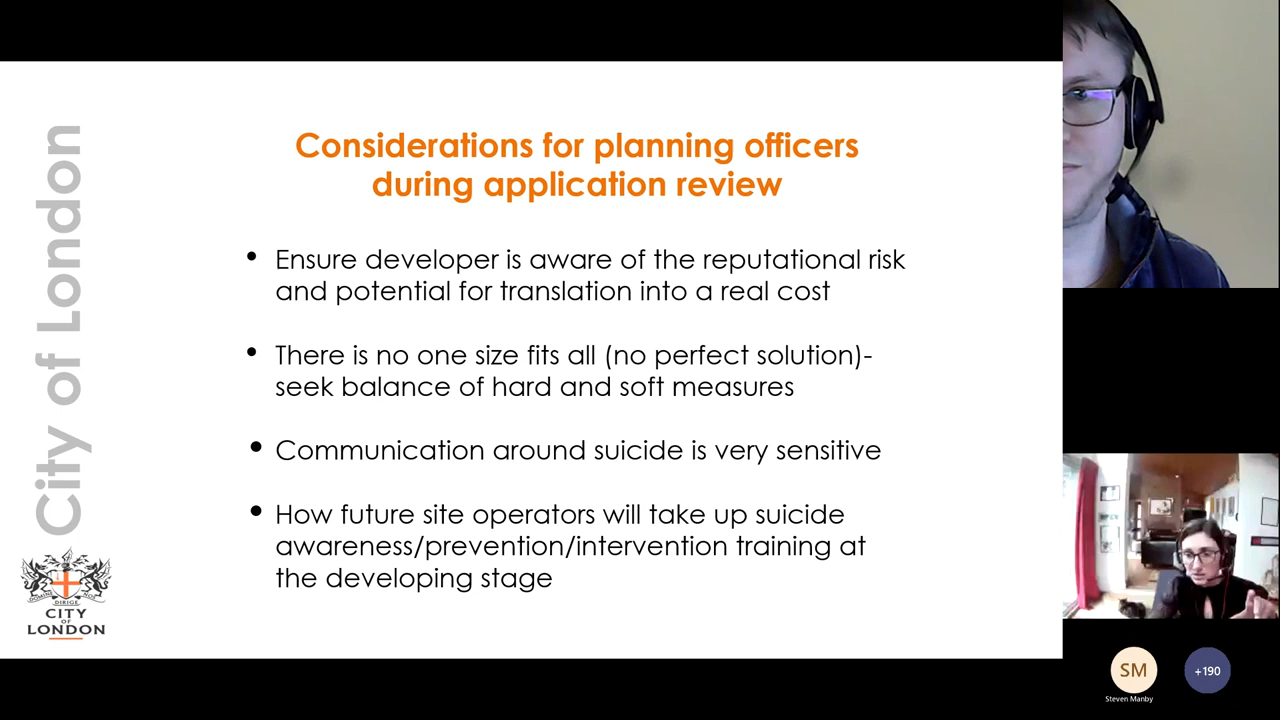 City of London
Considerations for planning officers
during application review
• Ensure developer is aware of the reputational risk
and potential for translation into a real cost
• There is no one size fits all (no perfect solution)-
seek balance of hard and soft measures
• Communication around suicide is very sensitive
• How future site operators will take up suicide
awareness/prevention/intervention training at
the developing stage
DOMINE DIRIGE NOS
CITY
OF
LONDON
SM
+190
Steven Manby